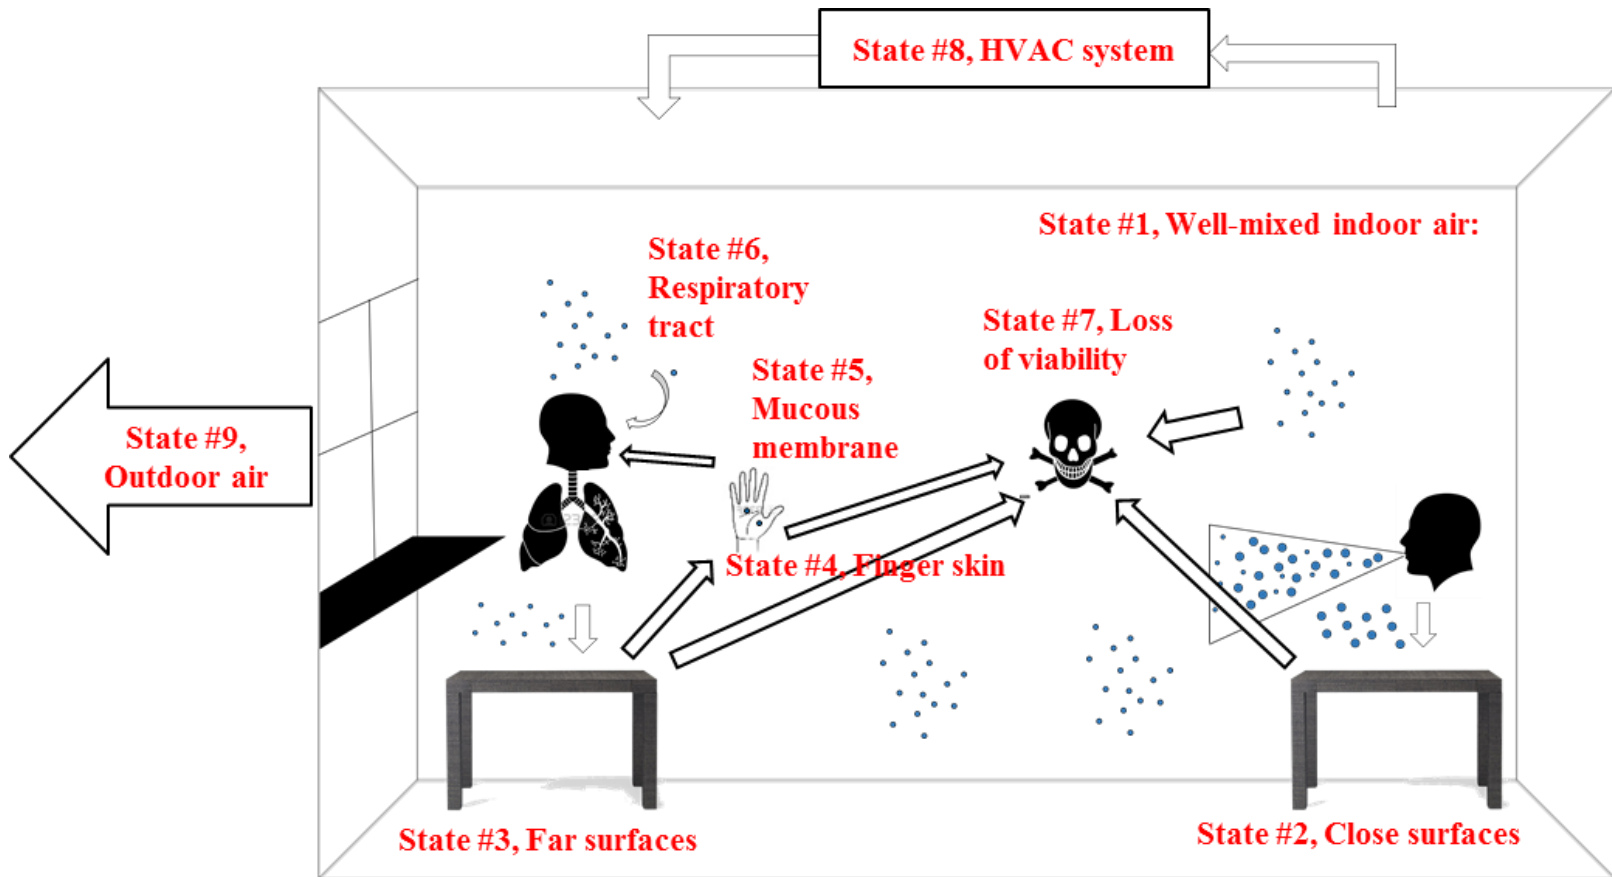 State #8, HVAC system
State #1, Well-mixed indoor air:
State #6,
Respiratory
tract
State #7, Loss
of viability
State #5,
Mucous
membrane
State #9,
Outdoor air
State #4, Finger skin
State #3, Far surfaces
State #2, Close surfaces